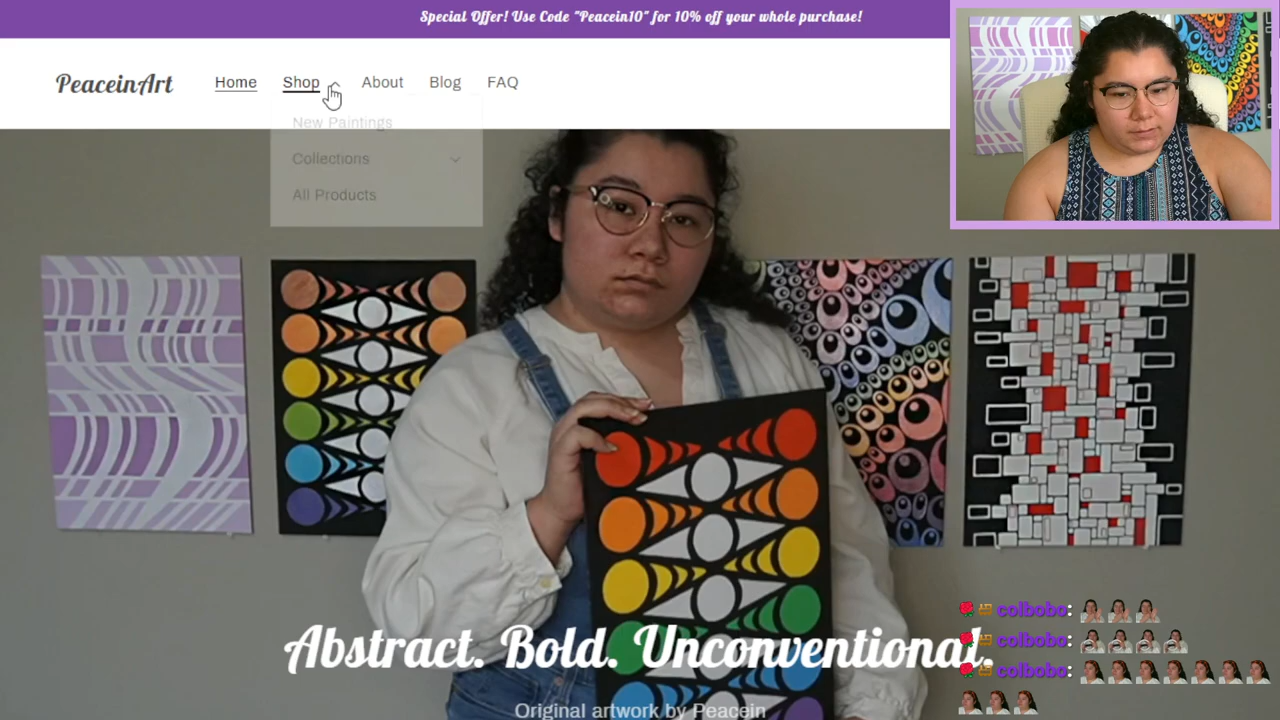 Special Offer! Use Code "Peacein10" for 10% off your whole purchase!
PeaceinArt
Home Shop About Blog FAQ
New Paintings
Collections
All Products
Abstract. Bold. Unconventional.
Original artwork by Peacein
colbobo:
colbobo:
colbobo: